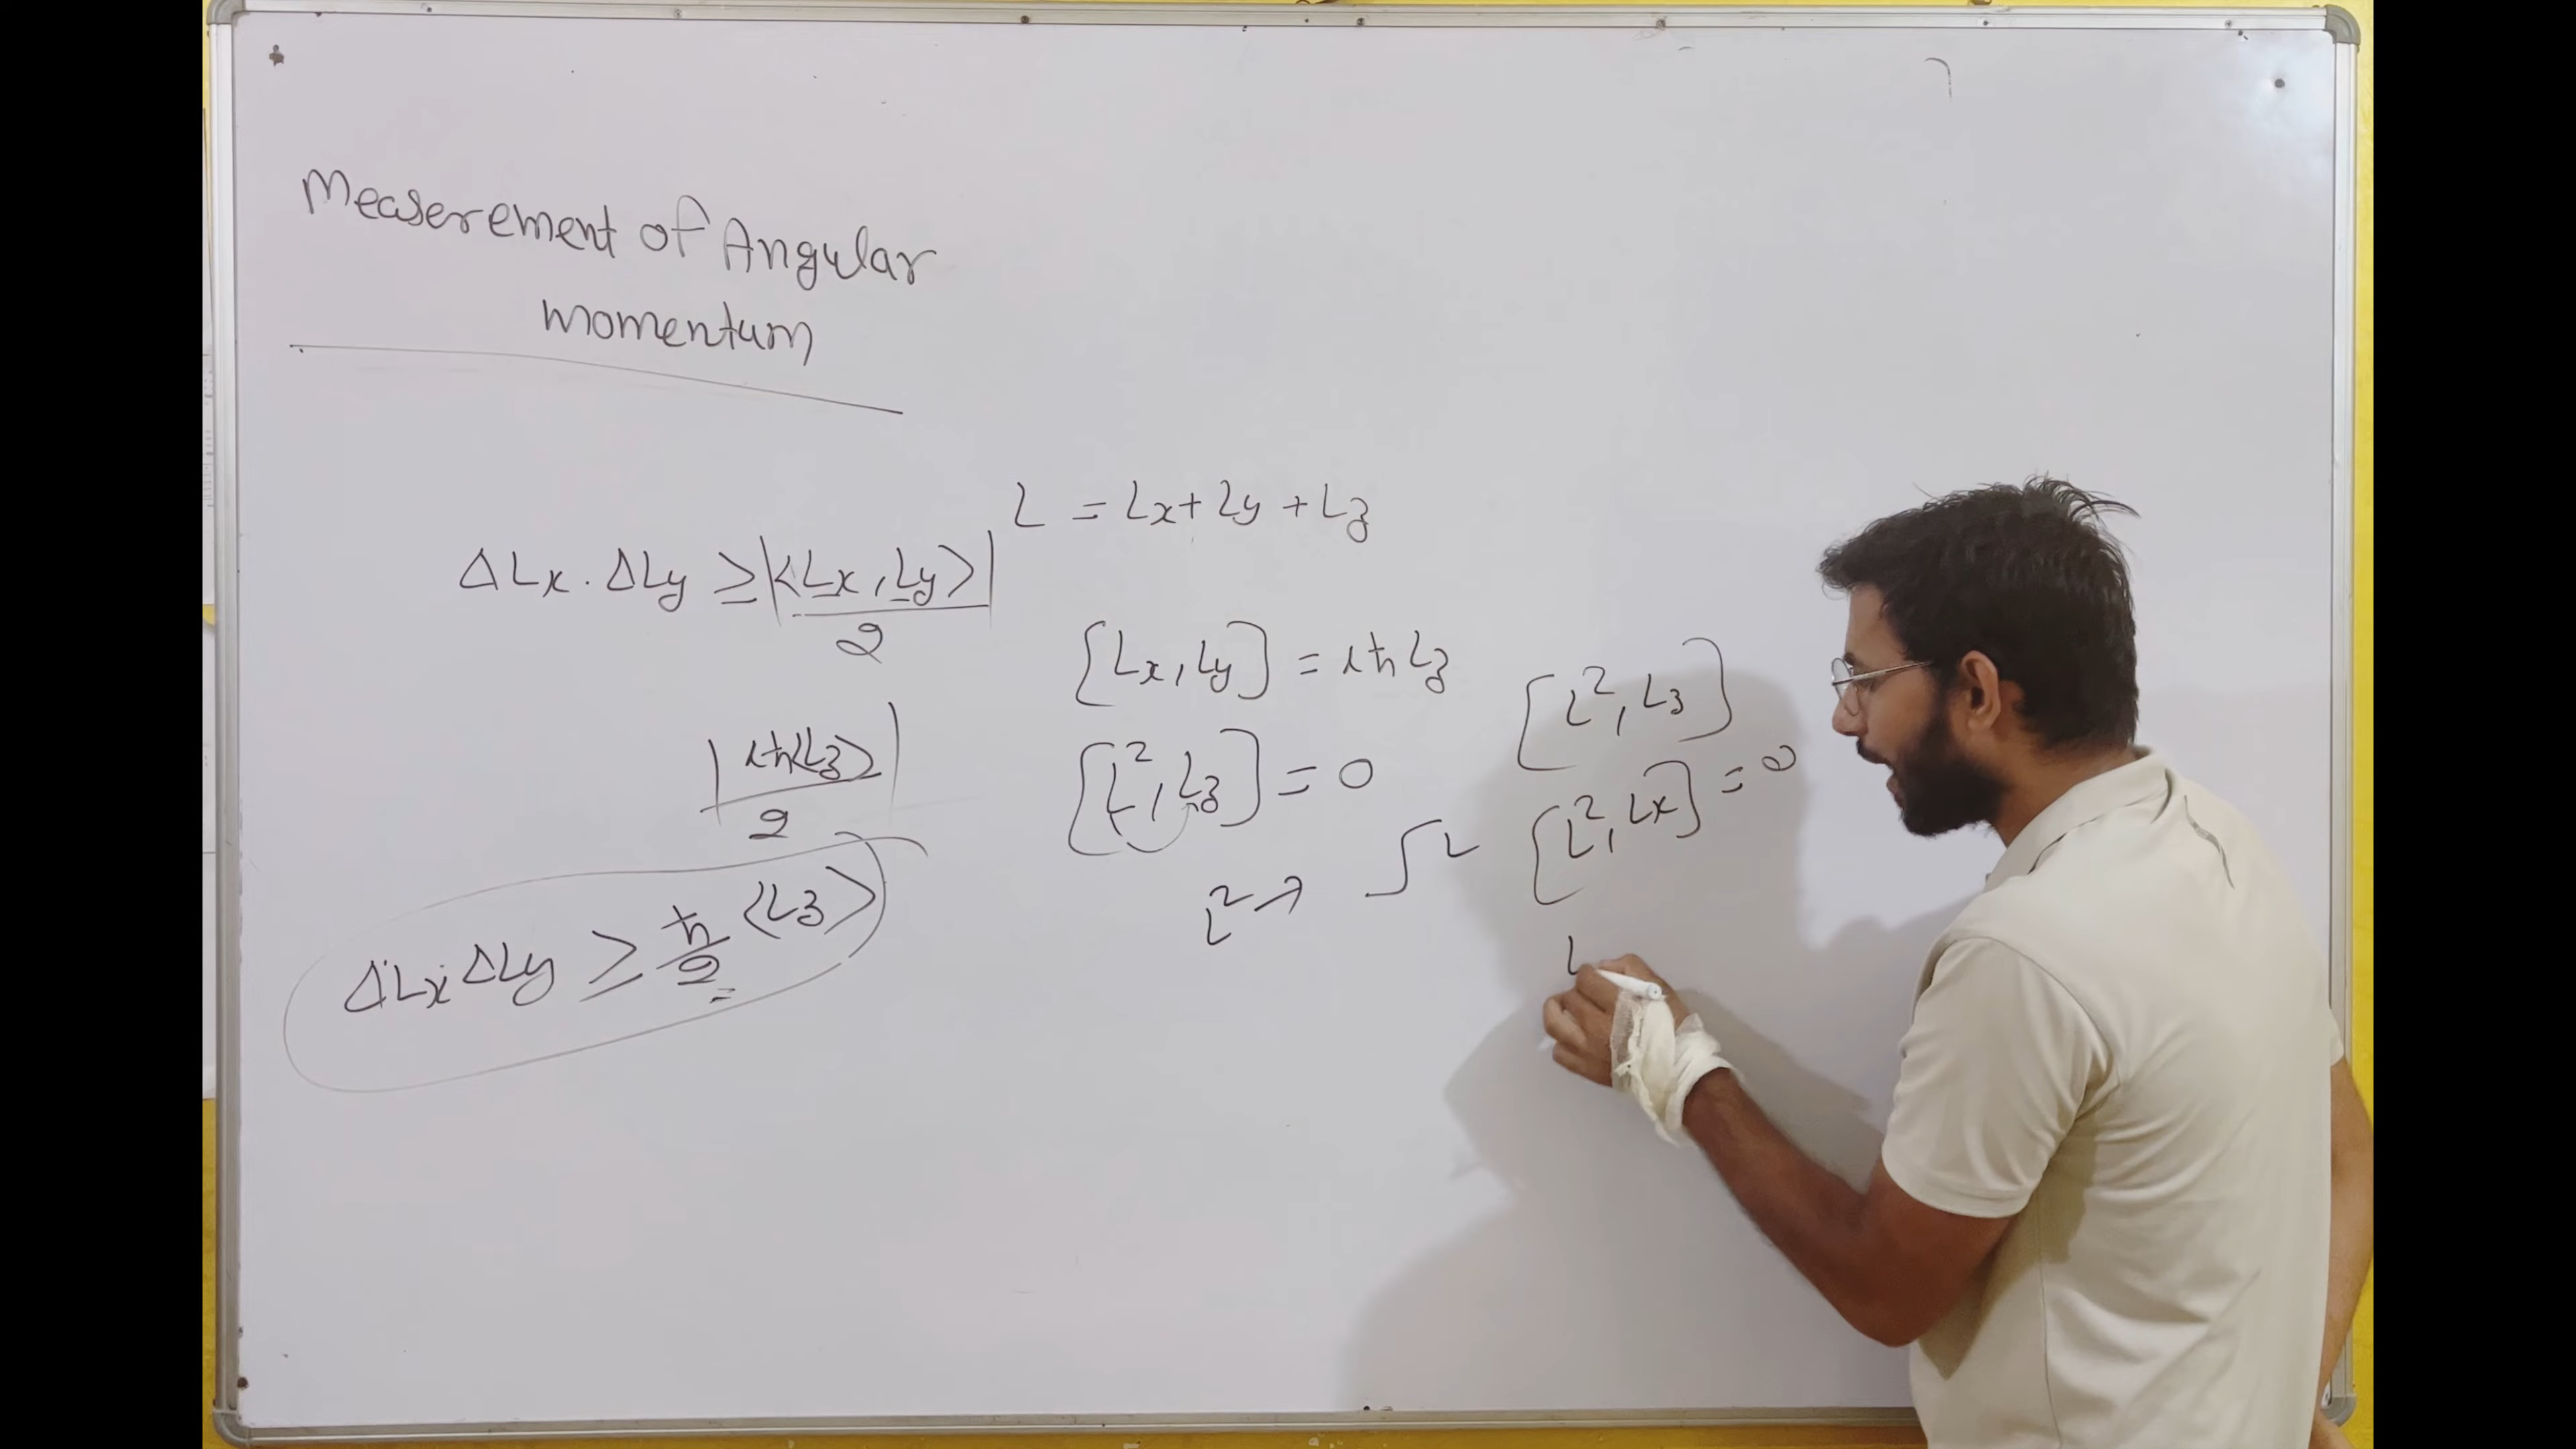 Measerement of Angular
momentum
L = Lx + Ly + Lz
ΔLx . ΔLy ≥ |<Lx , Ly>|
2
[Lx , Ly] = iħ Lz
|iħ<Lz>|
2
[L², Lz] = 0
[L², Lz]
[L², Lx] = 0
L² →
ΔLx ΔLy ≥ ħ/2 <Lz>
L